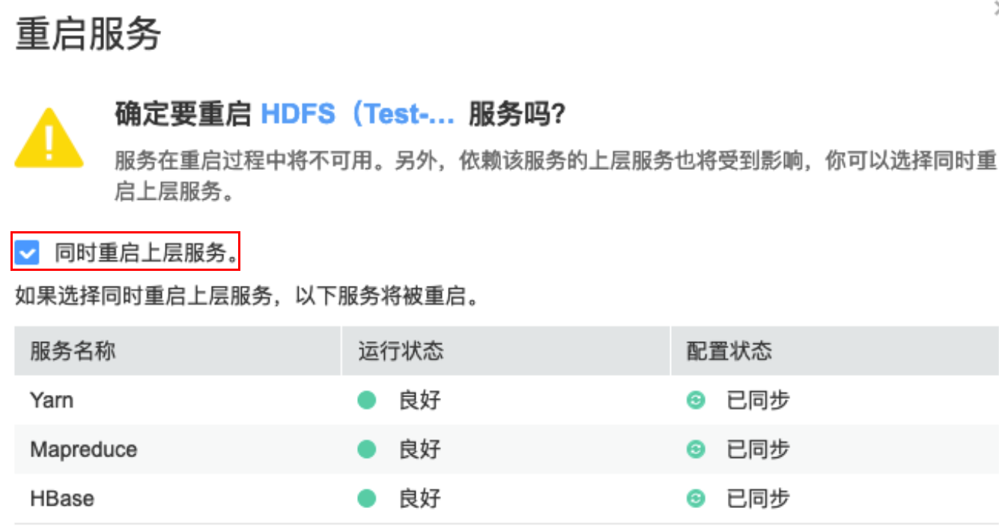 重启服务
确定要重启 HDFS（Test-... 服务吗?
服务在重启过程中将不可用。另外，依赖该服务的上层服务也将受到影响，你可以选择同时重
启上层服务。
同时重启上层服务。
如果选择同时重启上层服务，以下服务将被重启。
服务名称 运行状态 配置状态
Yarn 良好 已同步
Mapreduce 良好 已同步
HBase 良好 已同步